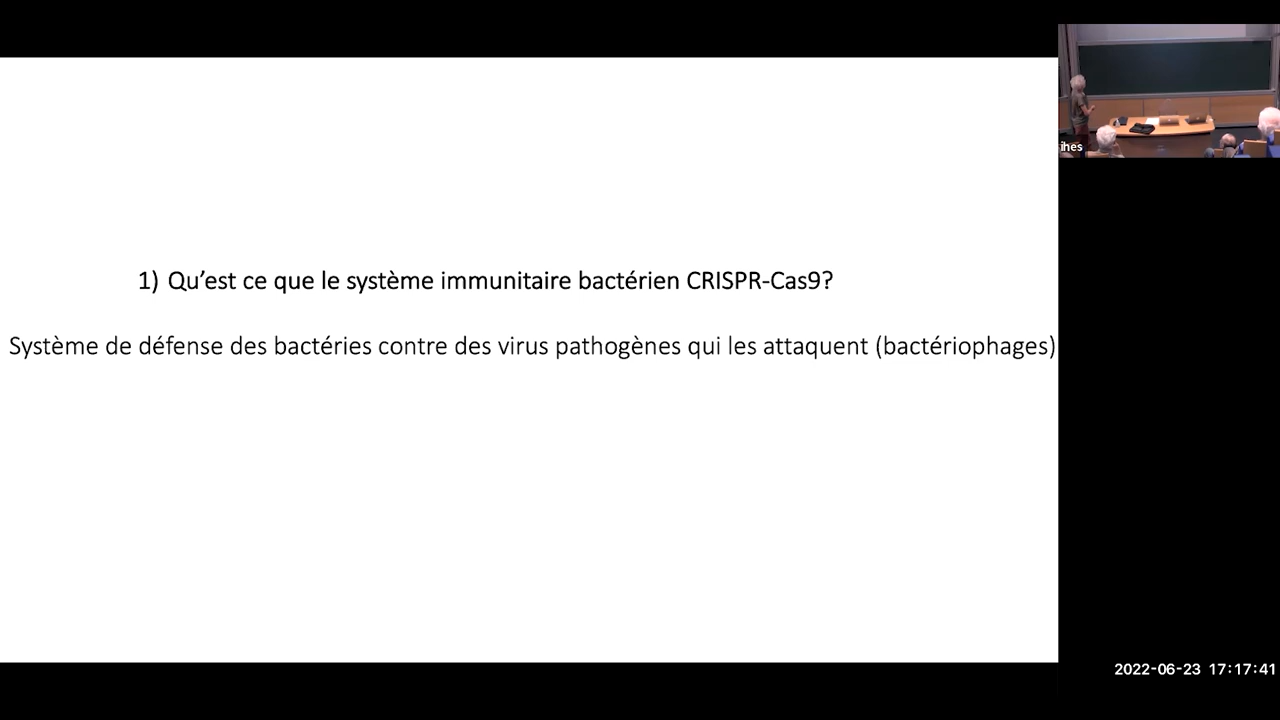 1) Qu’est ce que le système immunitaire bactérien CRISPR-Cas9?
Système de défense des bactéries contre des virus pathogènes qui les attaquent (bactériophages)
ihes
2022-06-23 17:17:41